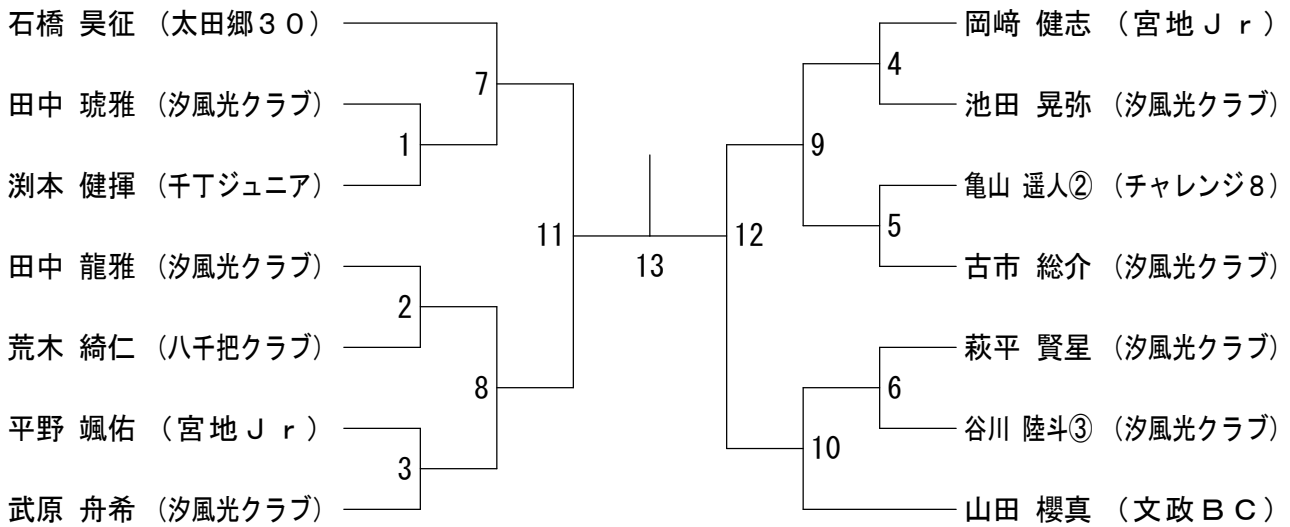 石橋 昊征 (太田郷30)
7
田中 琥雅 (汐風光クラブ)
1
渕本 健揮 (千丁ジュニア)
11
田中 龍雅 (汐風光クラブ)
2
荒木 綺仁 (八千把クラブ)
8
平野 颯佑 (宮地Jr)
3
武原 舟希 (汐風光クラブ)
13
岡﨑 健志 (宮地Jr)
4
池田 晃弥 (汐風光クラブ)
9
亀山 遥人② (チャレンジ8)
5
古市 総介 (汐風光クラブ)
12
萩平 賢星 (汐風光クラブ)
6
谷川 陸斗③ (汐風光クラブ)
10
山田 櫻真 (文政BC)